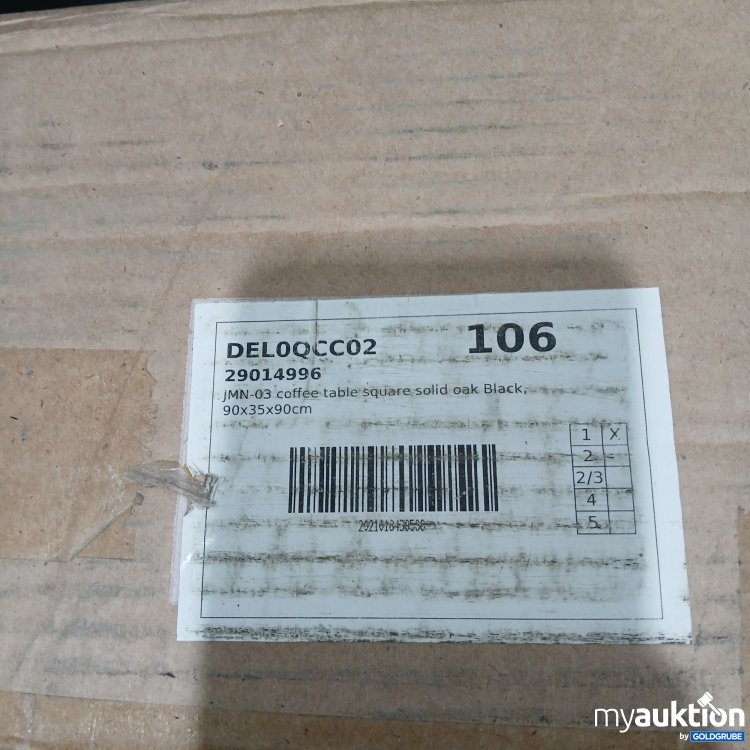 DEL0QCC02 106
29014996
JMN-03 coffee table square solid oak Black,
90x35x90cm
1 X
2
2/3
4
5
myauktion
by GOLDGRUBE